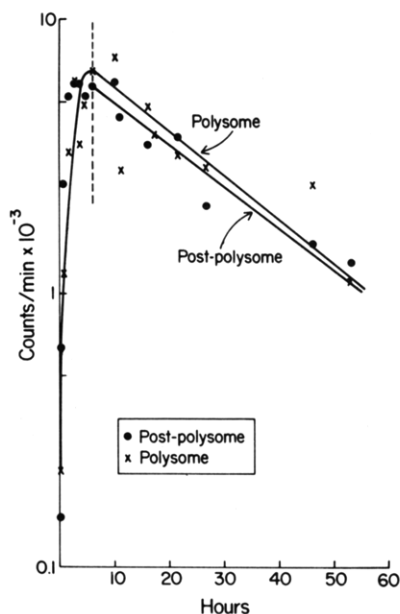 10
Polysome
Post-polysome
Counts/min x 10⁻³
1
● Post-polysome
x Polysome
0.1
0 10 20 30 40 50 60
Hours